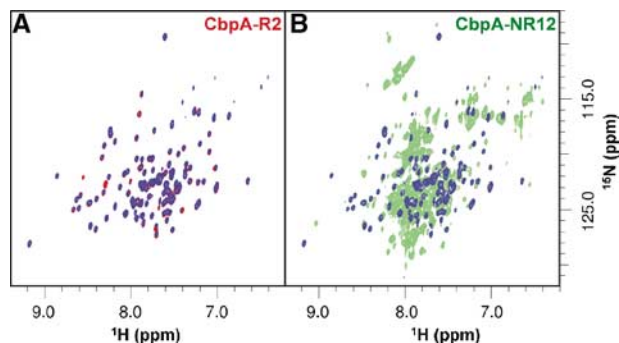 A
CbpA-R2
B
CbpA-NR12
115.0
125.0
¹⁵N (ppm)
9.0
8.0
7.0
9.0
8.0
7.0
¹H (ppm)
¹H (ppm)